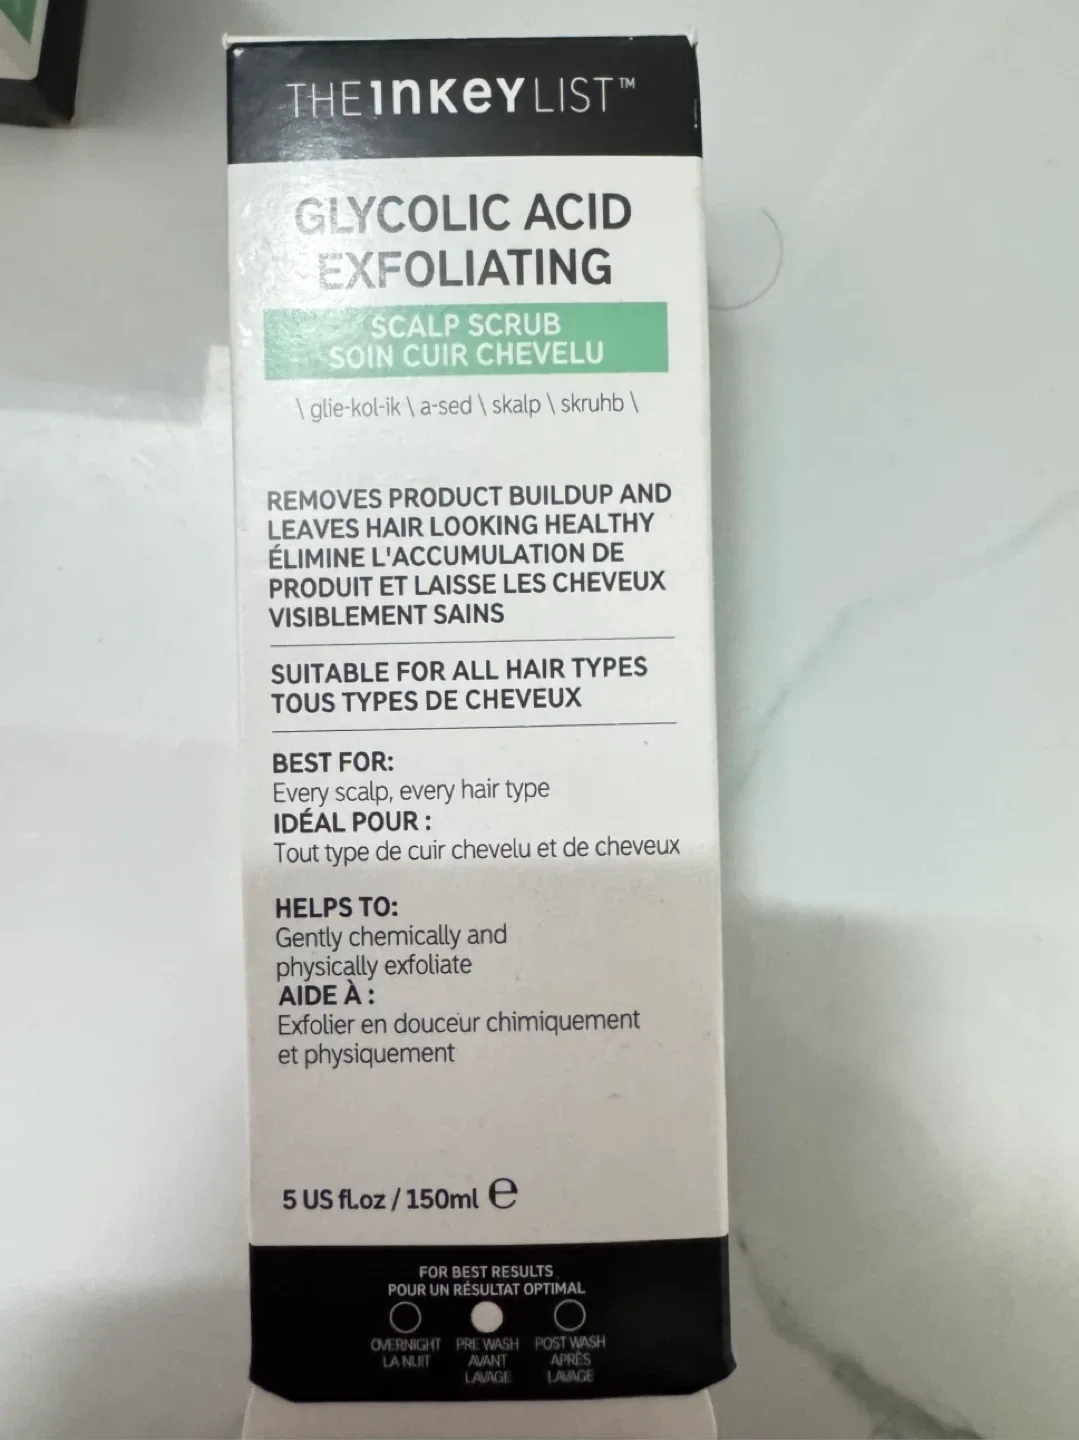 THE INKEY LIST™
GLYCOLIC ACID
EXFOLIATING
SCALP SCRUB
SOIN CUIR CHEVELU
\ glie-kol-ik \ a-sed \ skalp \ skruhb \
REMOVES PRODUCT BUILDUP AND
LEAVES HAIR LOOKING HEALTHY
ÉLIMINE L'ACCUMULATION DE
PRODUIT ET LAISSE LES CHEVEUX
VISIBLEMENT SAINS
SUITABLE FOR ALL HAIR TYPES
TOUS TYPES DE CHEVEUX
BEST FOR:
Every scalp, every hair type
IDÉAL POUR :
Tout type de cuir chevelu et de cheveux
HELPS TO:
Gently chemically and
physically exfoliate
AIDE À :
Exfolier en douceur chimiquement
et physiquement
5 US fl.oz / 150ml ℮
FOR BEST RESULTS
POUR UN RÉSULTAT OPTIMAL
OVERNIGHT PRE WASH POST WASH
LA NUIT AVANT APRÈS
LAVAGE LAVAGE